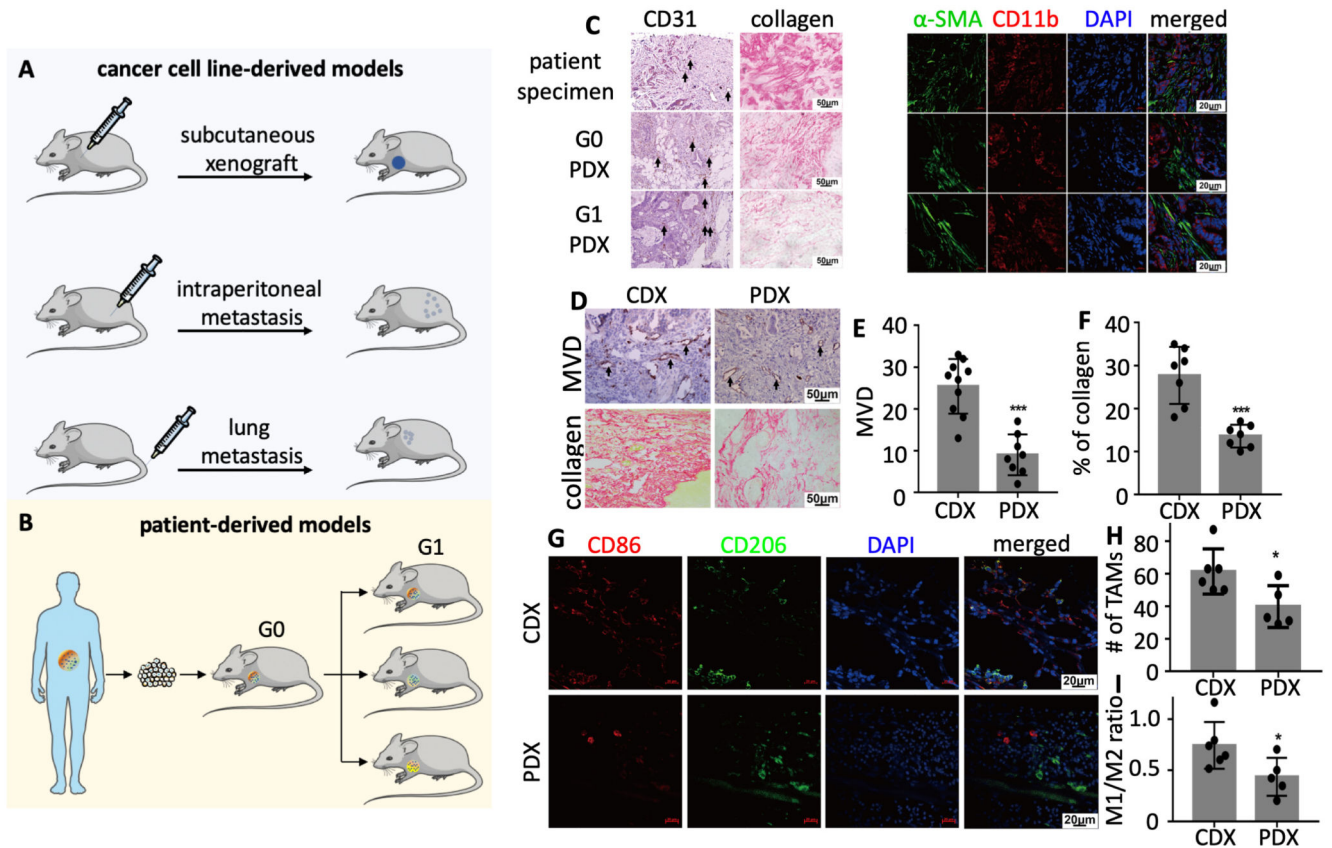 A
cancer cell line-derived models
subcutaneous
xenograft
intraperitoneal
metastasis
lung
metastasis
B
patient-derived models
G0
G1
C
CD31
collagen
α-SMA
CD11b
DAPI
merged
patient
specimen
50μm
50μm
20μm
G0
PDX
50μm
50μm
20μm
G1
PDX
50μm
50μm
20μm
D
CDX
PDX
MVD
50μm
collagen
50μm
E
MVD
40
30
20
10
0
CDX
PDX
***
F
% of collagen
40
30
20
10
0
CDX
PDX
***
G
CD86
CD206
DAPI
merged
CDX
20μm
PDX
20μm
H
# of TAMs
80
60
40
20
0
CDX
PDX
*
I
M1/M2 ratio
1.0
0.5
0
CDX
PDX
*